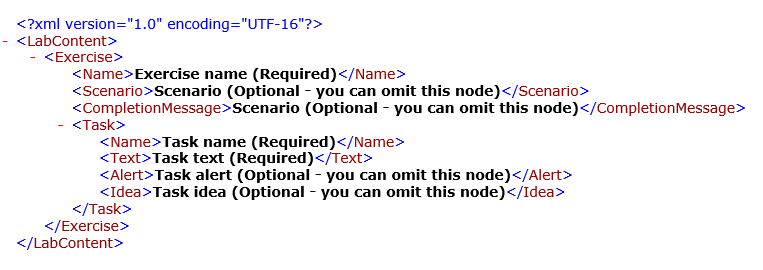 <?xml version="1.0" encoding="UTF-16"?>
- <LabContent>
- <Exercise>
<Name>Exercise name (Required)</Name>
<Scenario>Scenario (Optional - you can omit this node)</Scenario>
<CompletionMessage>Scenario (Optional - you can omit this node)</CompletionMessage>
- <Task>
<Name>Task name (Required)</Name>
<Text>Task text (Required)</Text>
<Alert>Task alert (Optional - you can omit this node)</Alert>
<Idea>Task idea (Optional - you can omit this node)</Idea>
</Task>
</Exercise>
</LabContent>